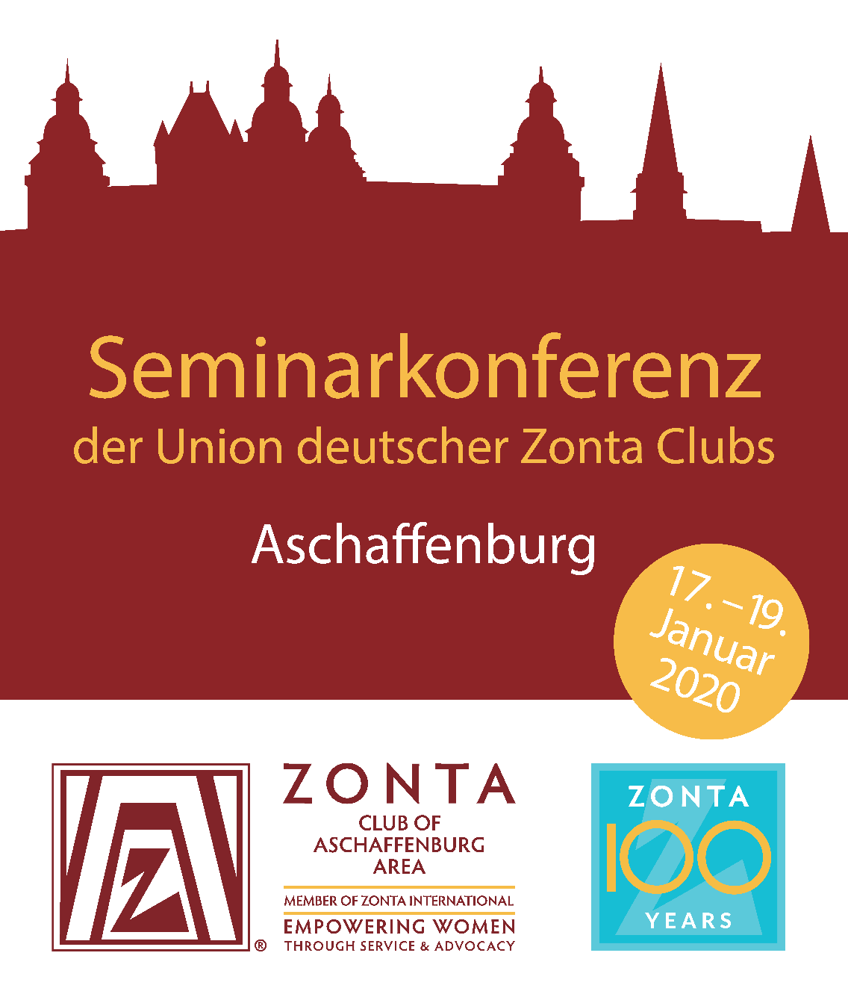 Seminarkonferenz
der Union deutscher Zonta Clubs
Aschaffenburg
17. – 19.
Januar
2020
ZONTA
CLUB OF
ASCHAFFENBURG
AREA
MEMBER OF ZONTA INTERNATIONAL
EMPOWERING WOMEN
THROUGH SERVICE & ADVOCACY
®
ZONTA
100
YEARS